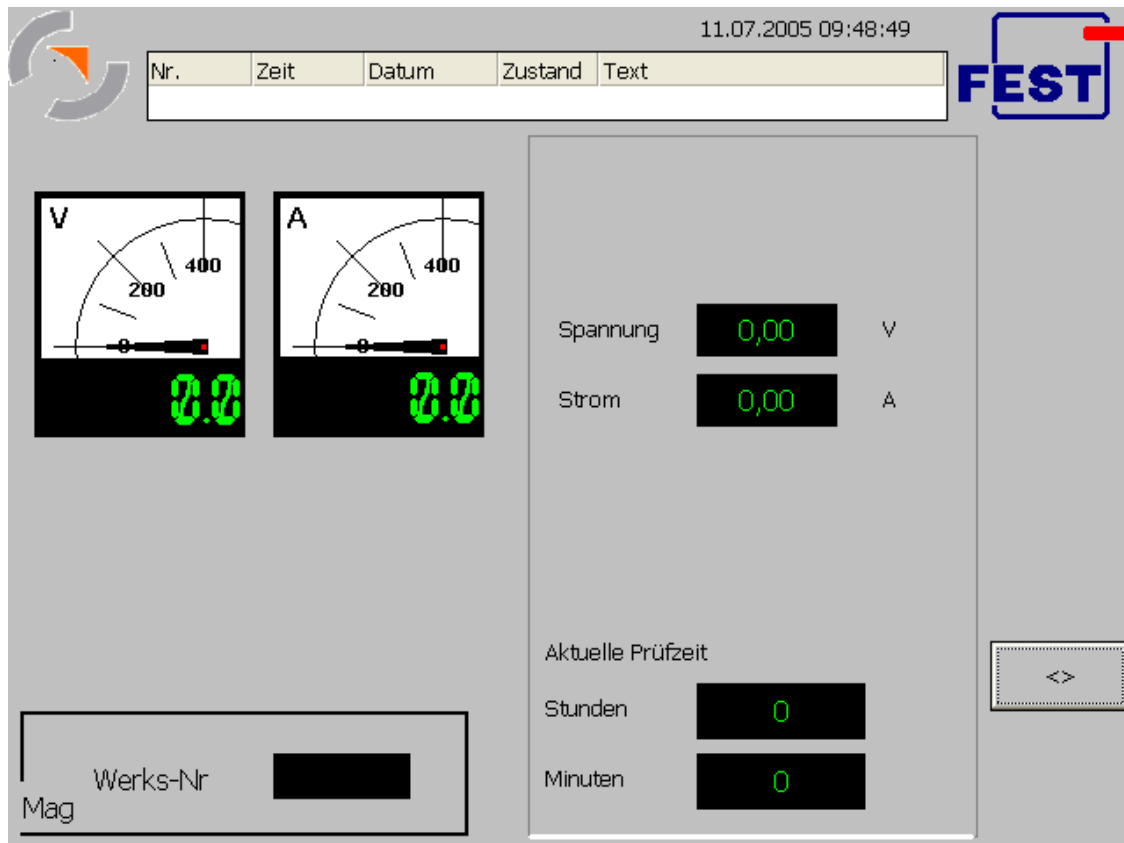 11.07.2005 09:48:49
Nr. Zeit Datum Zustand Text
FEST
V
400
200
0
0.0
A
400
200
0
0.0
Spannung 0,00 V
Strom 0,00 A
Aktuelle Prüfzeit
Stunden 0
Minuten 0
<>
Werks-Nr
Mag